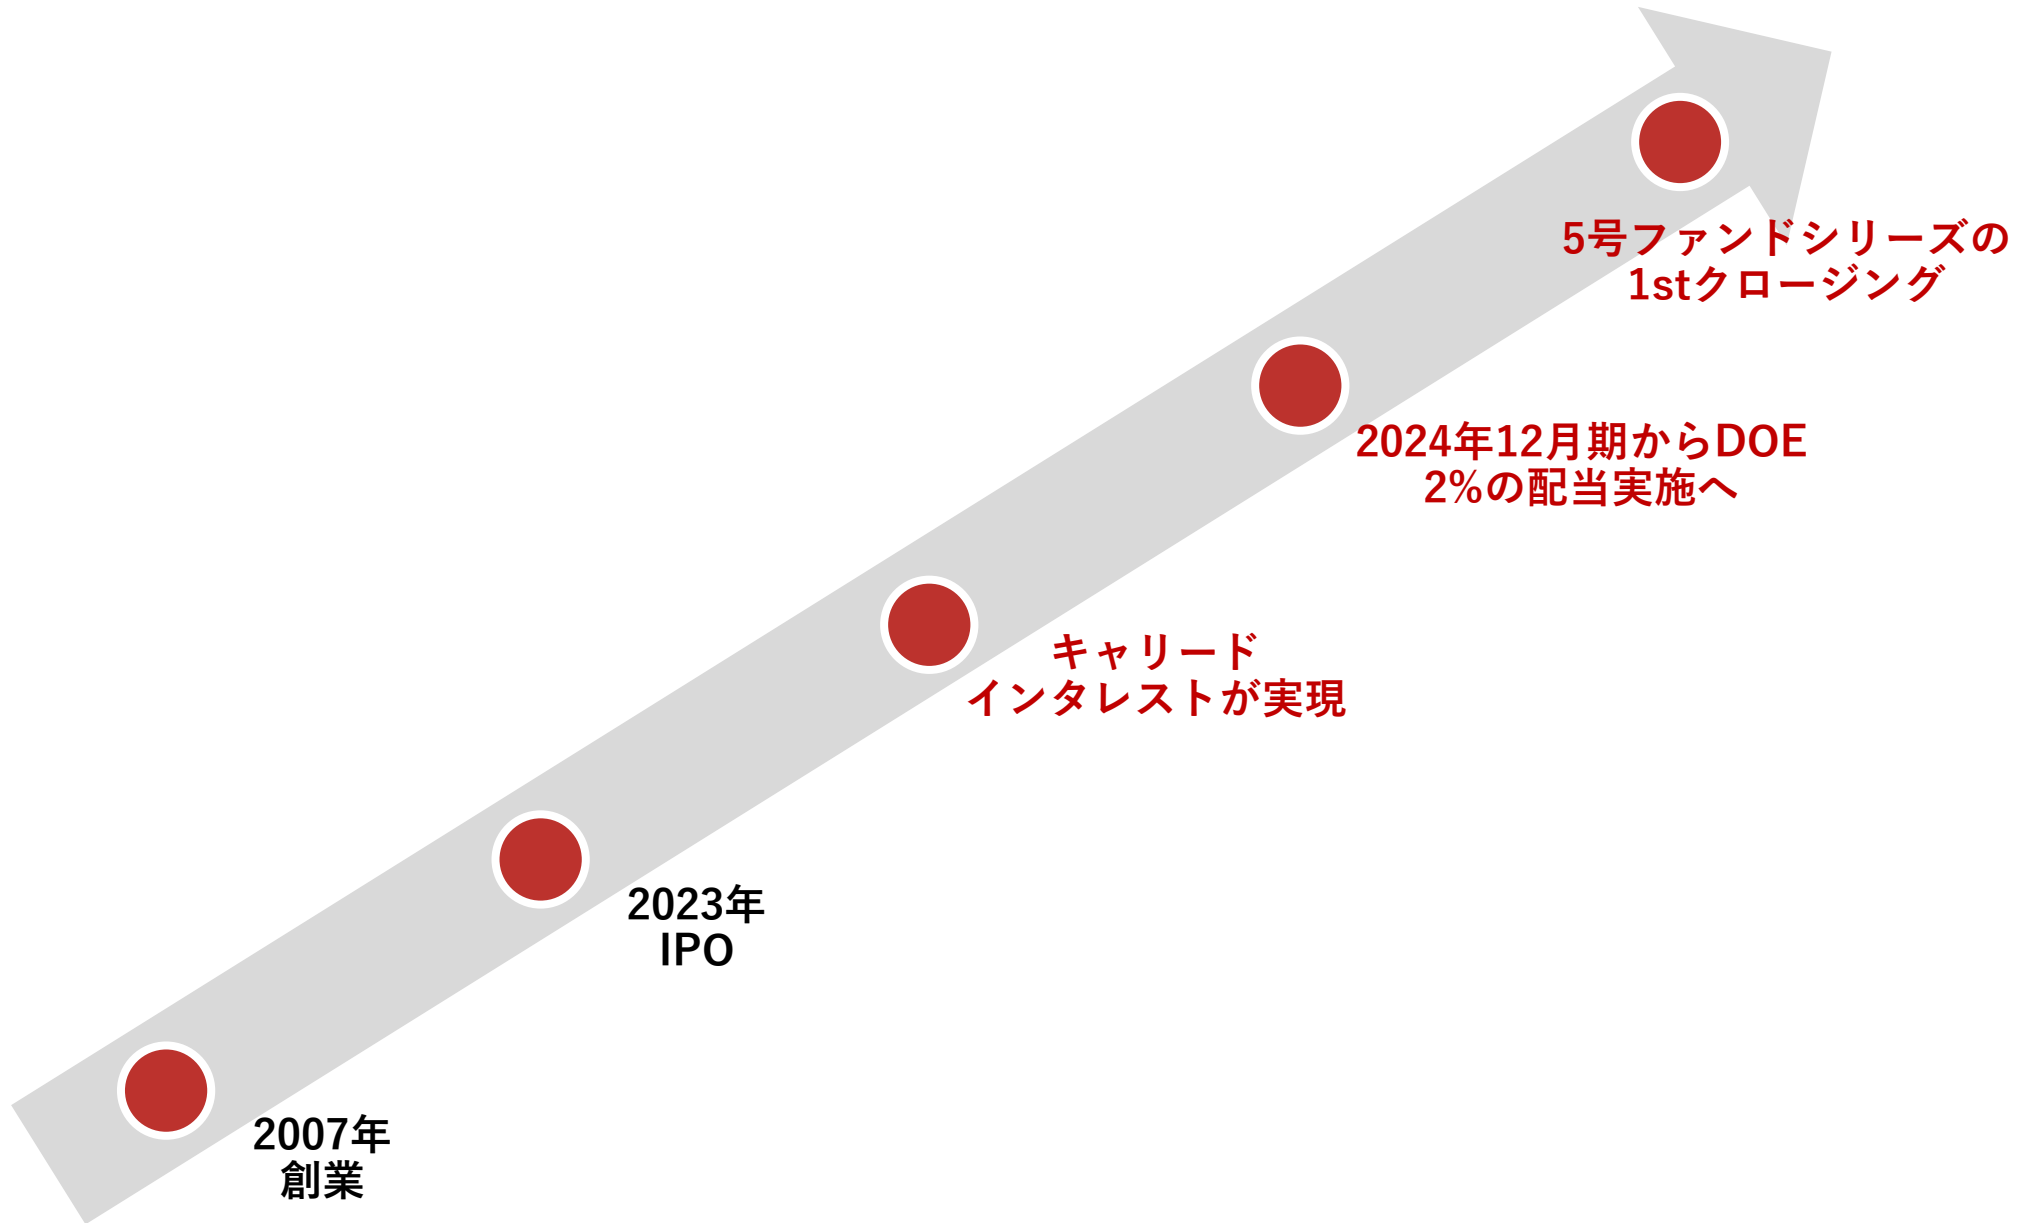 5号ファンドシリーズの
1stクロージング
2024年12月期からDOE
2%の配当実施へ
キャリード
インタレストが実現
2023年
IPO
2007年
創業